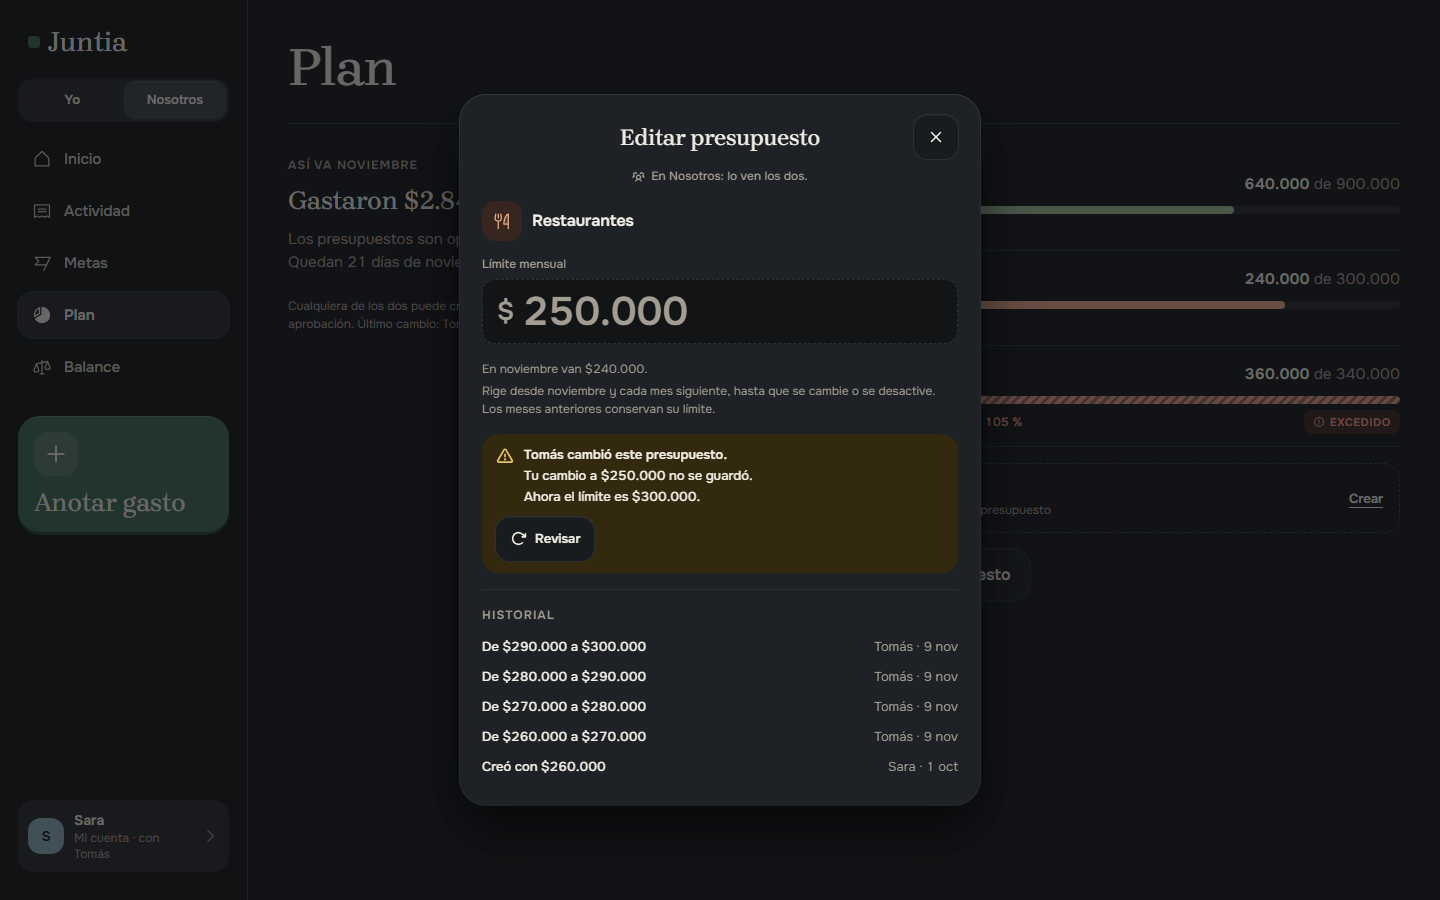 Juntia
Yo
Nosotros
Inicio
Actividad
Metas
Plan
Balance
Anotar gasto
Sara
Mi cuenta · con
Tomás
S
Plan
ASÍ VA NOVIEMBRE
Gastaron $2.84
Los presupuestos son
Quedan 21 días de
Cualquiera de los dos puede
aprobación. Último cambio:
640.000 de 900.000
240.000 de 300.000
360.000 de 340.000
105 %
EXCEDIDO
presupuesto
Crear
Editar presupuesto
En Nosotros: lo ven los dos.
Restaurantes
Límite mensual
$ 250.000
En noviembre van $240.000.
Rige desde noviembre y cada mes siguiente, hasta que se cambie o se desactive.
Los meses anteriores conservan su límite.
Tomás cambió este presupuesto.
Tu cambio a $250.000 no se guardó.
Ahora el límite es $300.000.
Revisar
HISTORIAL
De $290.000 a $300.000 Tomás · 9 nov
De $280.000 a $290.000 Tomás · 9 nov
De $270.000 a $280.000 Tomás · 9 nov
De $260.000 a $270.000 Tomás · 9 nov
Creó con $260.000 Sara · 1 oct